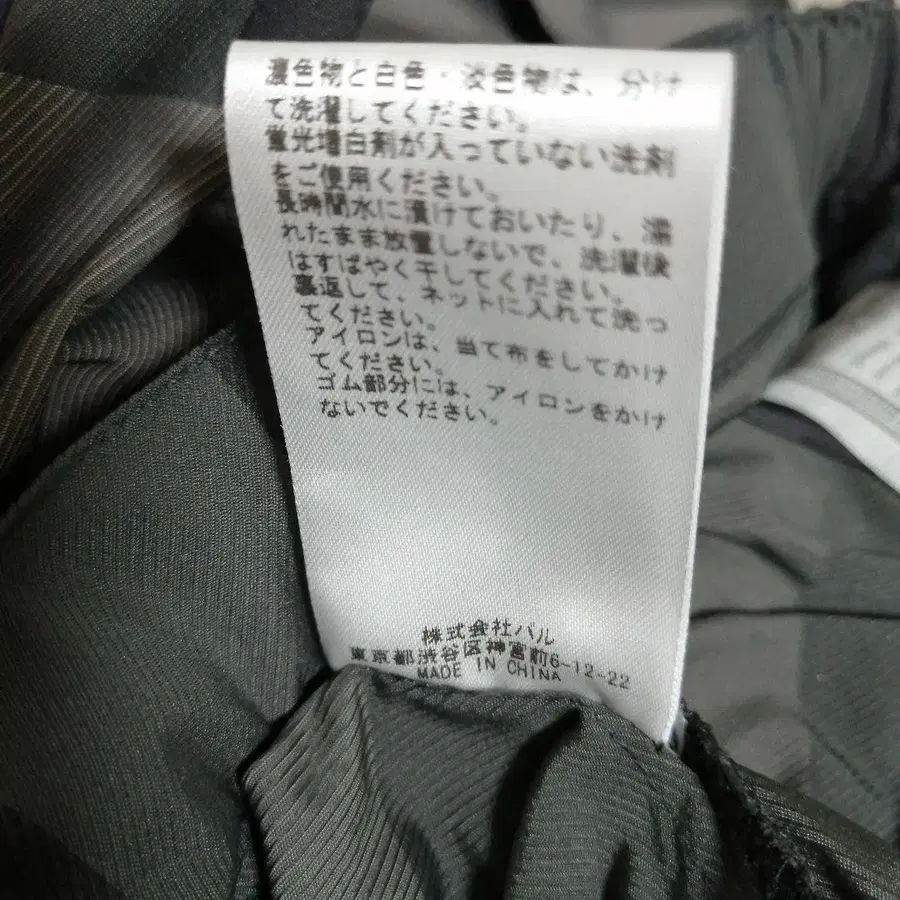 濃色物と白色・淡色物は、分け
て洗濯してください。
蛍光増白剤が入っていない洗剤
をご使用ください。
長時間水に漬けておいたり、濡
れたまま放置しないで、洗濯後
はすばやく干してください。
裏返して、ネットに入れて洗っ
てください。
アイロンは、当て布をしてかけ
てください。
ゴム部分には、アイロンをかけ
ないでください。
株式会社パル
東京都渋谷区神宮前6-12-22
MADE IN CHINA